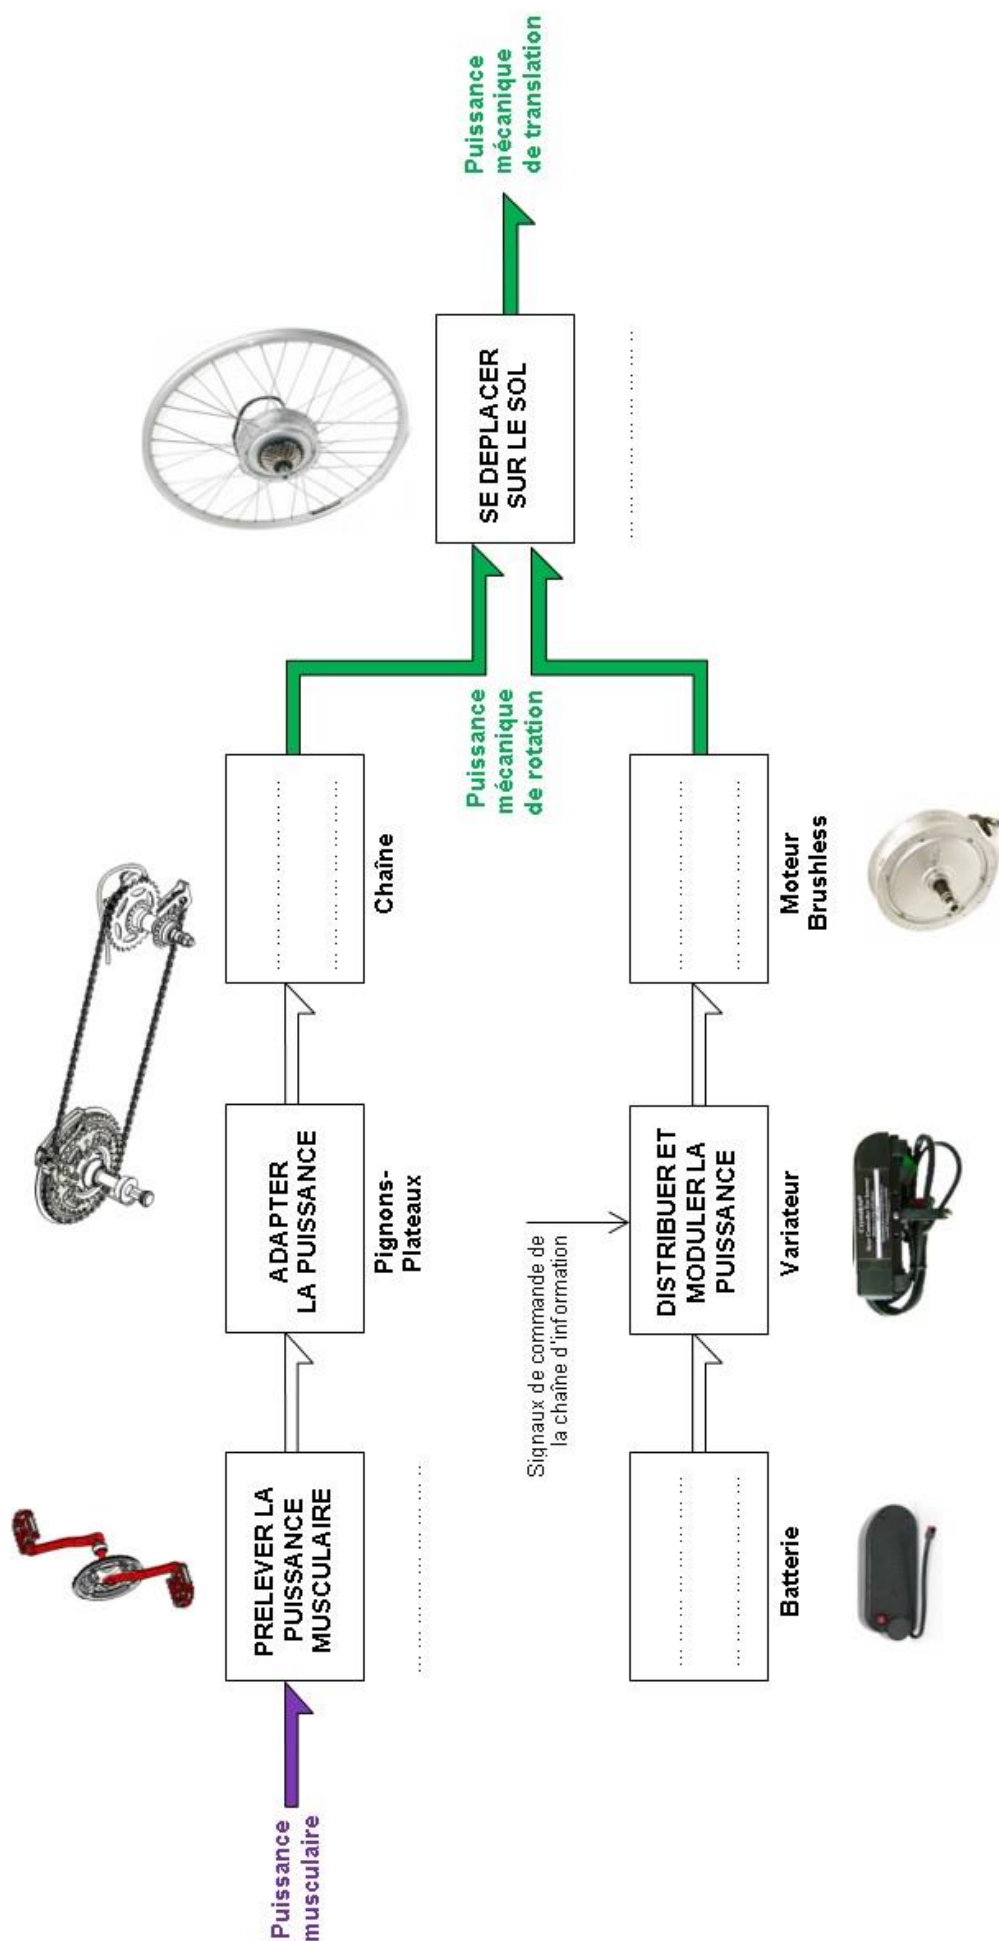 Puissance
musculaire
PRELEVER LA
PUISSANCE
MUSCULAIRE
ADAPTER
LA PUISSANCE
Pignons-
Plateaux
Chaîne
Puissance
mécanique
de rotation
SE DEPLACER
SUR LE SOL
Puissance
mécanique
de translation
Signaux de commande de
la chaîne d'information
Batterie
DISTRIBUER ET
MODULER LA
PUISSANCE
Variateur
Moteur
Brushless